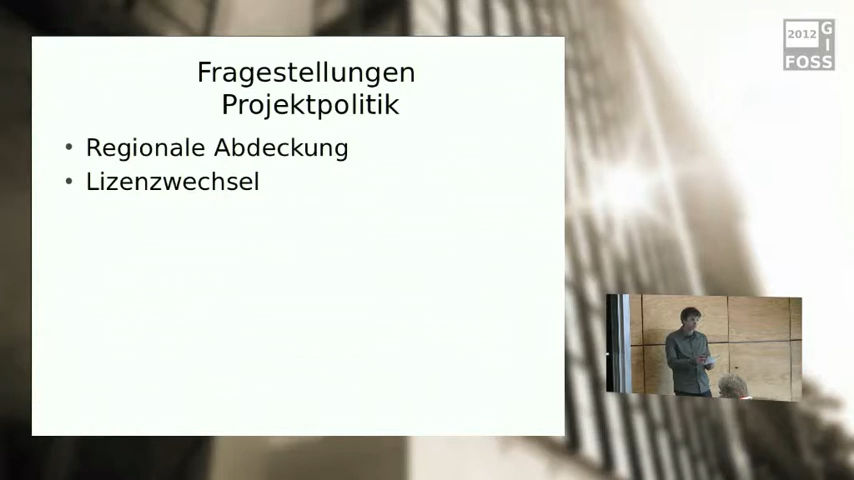 Fragestellungen
Projektpolitik
• Regionale Abdeckung
• Lizenzwechsel
2012 G
I
FOSS